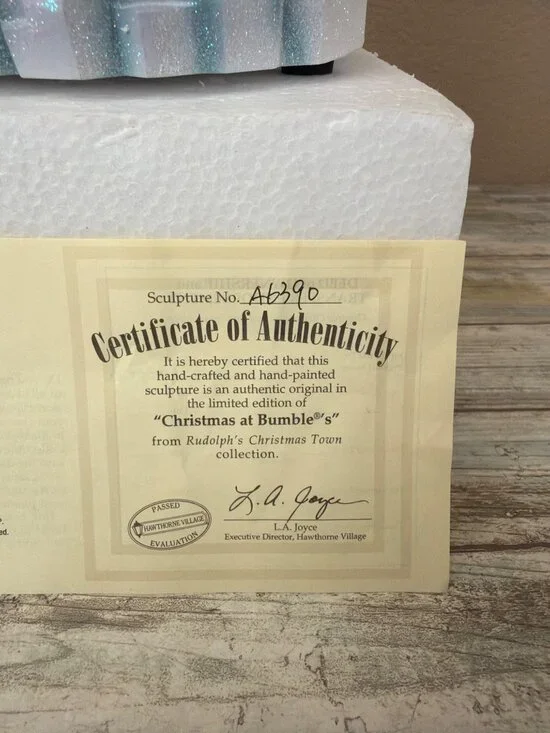 Sculpture No. A6390
Certificate of Authenticity
It is hereby certified that this
hand-crafted and hand-painted
sculpture is an authentic original in
the limited edition of
“Christmas at Bumble®’s”
from Rudolph's Christmas Town
collection.
L. A. Joyce
L.A. Joyce
Executive Director, Hawthorne Village
PASSED
HAWTHORNE VILLAGE
EVALUATION